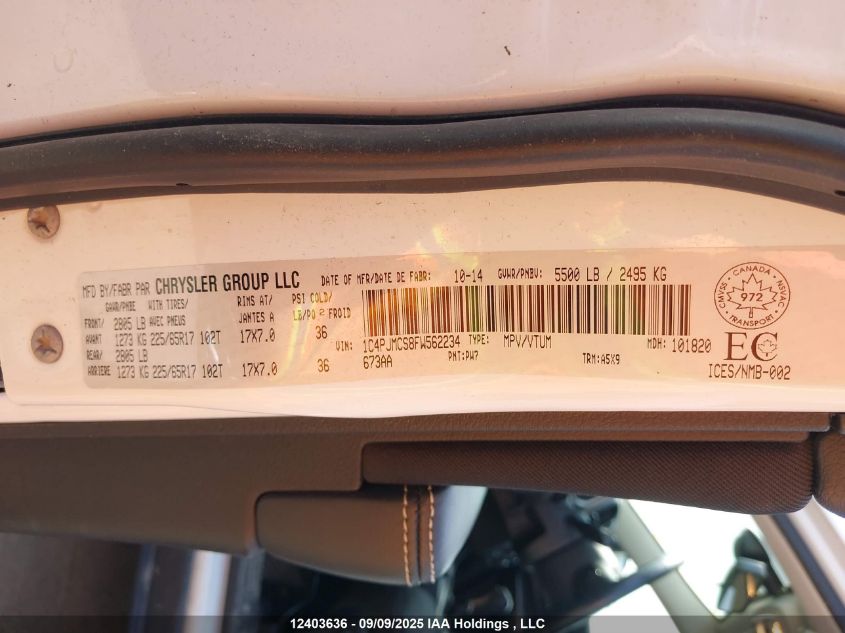 MFD BY/FABR PAR CHRYSLER GROUP LLC
DATE OF MFR/DATE DE FABR: 10-14 GVWR/PNBV: 5500 LB / 2495 KG
GAWR/PNBE WITH TIRES/ RIMS AT/ PSI COLD/
AVEC PNEUS JANTES A LB/PO 2 FROID
FRONT/ 2805 LB
AVANT 1273 KG 225/65R17 102T 17X7.0 36
REAR/ 2805 LB
ARRIERE 1273 KG 225/65R17 102T 17X7.0 36
VIN: 1C4PJMCS8FW562234 TYPE: MPV/VTUM MDH: 101820
673AA PNT:PW7 TRM:A5X9
CMVSS CANADA NSVAC
972
TRANSPORT
EC
ICES/NMB-002
12403636 - 09/09/2025 IAA Holdings , LLC